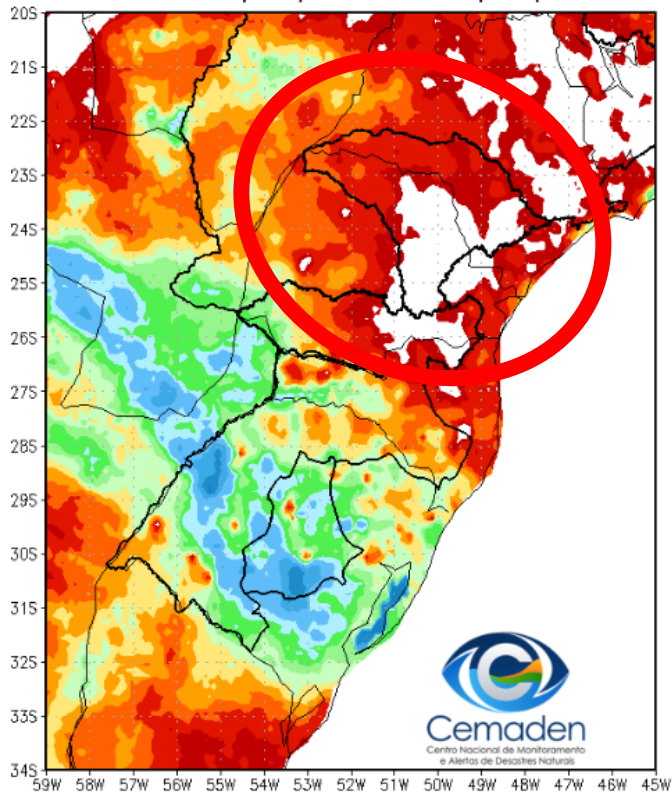 20S
21S
22S
23S
24S
25S
26S
27S
28S
29S
30S
31S
32S
33S
34S
59W 58W 57W 56W 55W 54W 53W 52W 51W 50W 49W 48W 47W 46W 45W
Cemaden
Centro Nacional de Monitoramento
e Alertas de Desastres Naturais